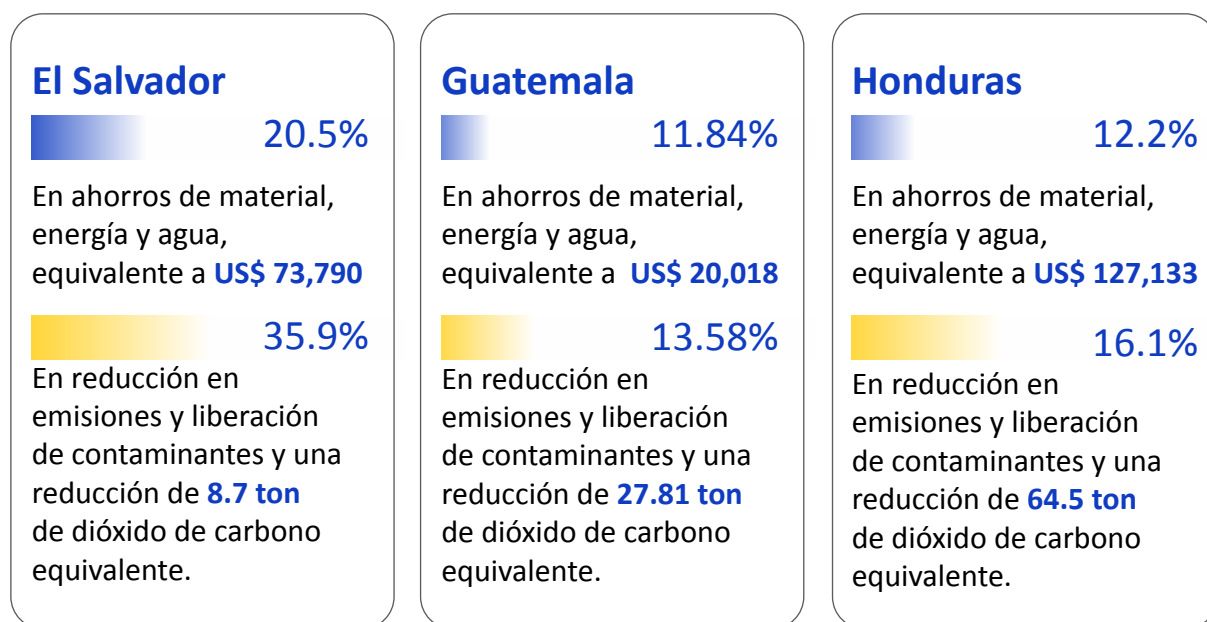 El Salvador
20.5%
En ahorros de material,
energía y agua,
equivalente a US$ 73,790
35.9%
En reducción en
emisiones y liberación
de contaminantes y una
reducción de 8.7 ton
de dióxido de carbono
equivalente.
Guatemala
11.84%
En ahorros de material,
energía y agua,
equivalente a US$ 20,018
13.58%
En reducción en
emisiones y liberación
de contaminantes y una
reducción de 27.81 ton
de dióxido de carbono
equivalente.
Honduras
12.2%
En ahorros de material,
energía y agua,
equivalente a US$ 127,133
16.1%
En reducción en
emisiones y liberación
de contaminantes y una
reducción de 64.5 ton
de dióxido de carbono
equivalente.